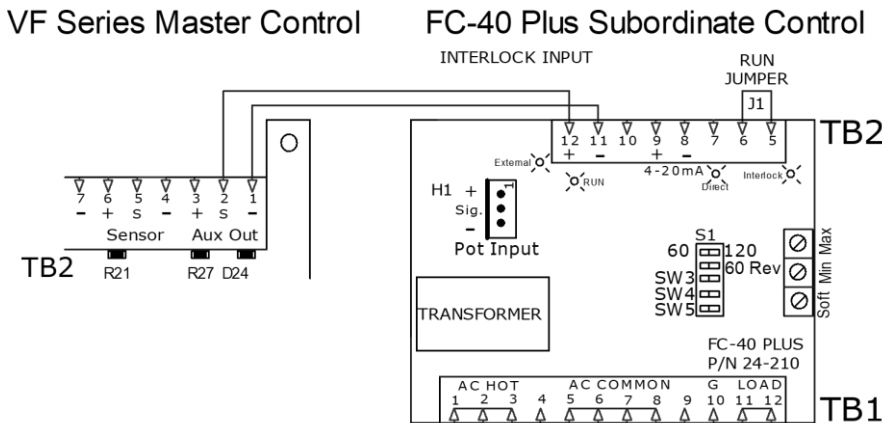 VF Series Master Control
FC-40 Plus Subordinate Control
INTERLOCK INPUT
RUN
JUMPER
J1
12 11 10 9 8 7 6 5
+ - + -
TB2
4-20mA
External
RUN
Direct
Interlock
7 6 5 4 3 2 1
- + S - + S -
Sensor Aux Out
TB2
R21 R27 D24
H1 + 1
Sig.
-
Pot Input
S1
60 120
60 Rev
SW3
SW4
SW5
Soft Min Max
TRANSFORMER
FC-40 PLUS
P/N 24-210
AC HOT AC COMMON G LOAD
1 2 3 4 5 6 7 8 9 10 11 12
TB1